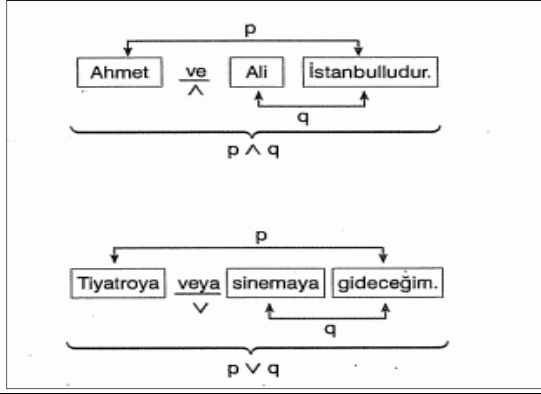 p
Ahmet ve Ali İstanbulludur.
∧
q
p ∧ q
p
Tiyatroya veya sinemaya gideceğim.
∨
q
p ∨ q